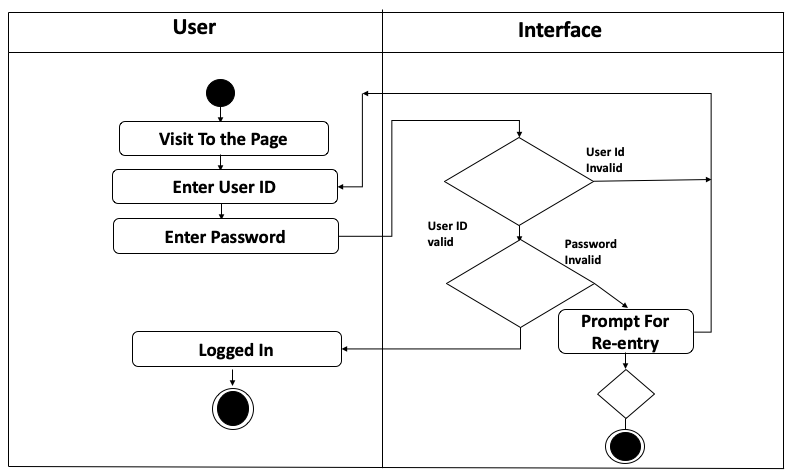 User
Interface
Visit To the Page
User Id
Invalid
Enter User ID
Enter Password
User ID
valid
Password
Invalid
Prompt For
Re-entry
Logged In